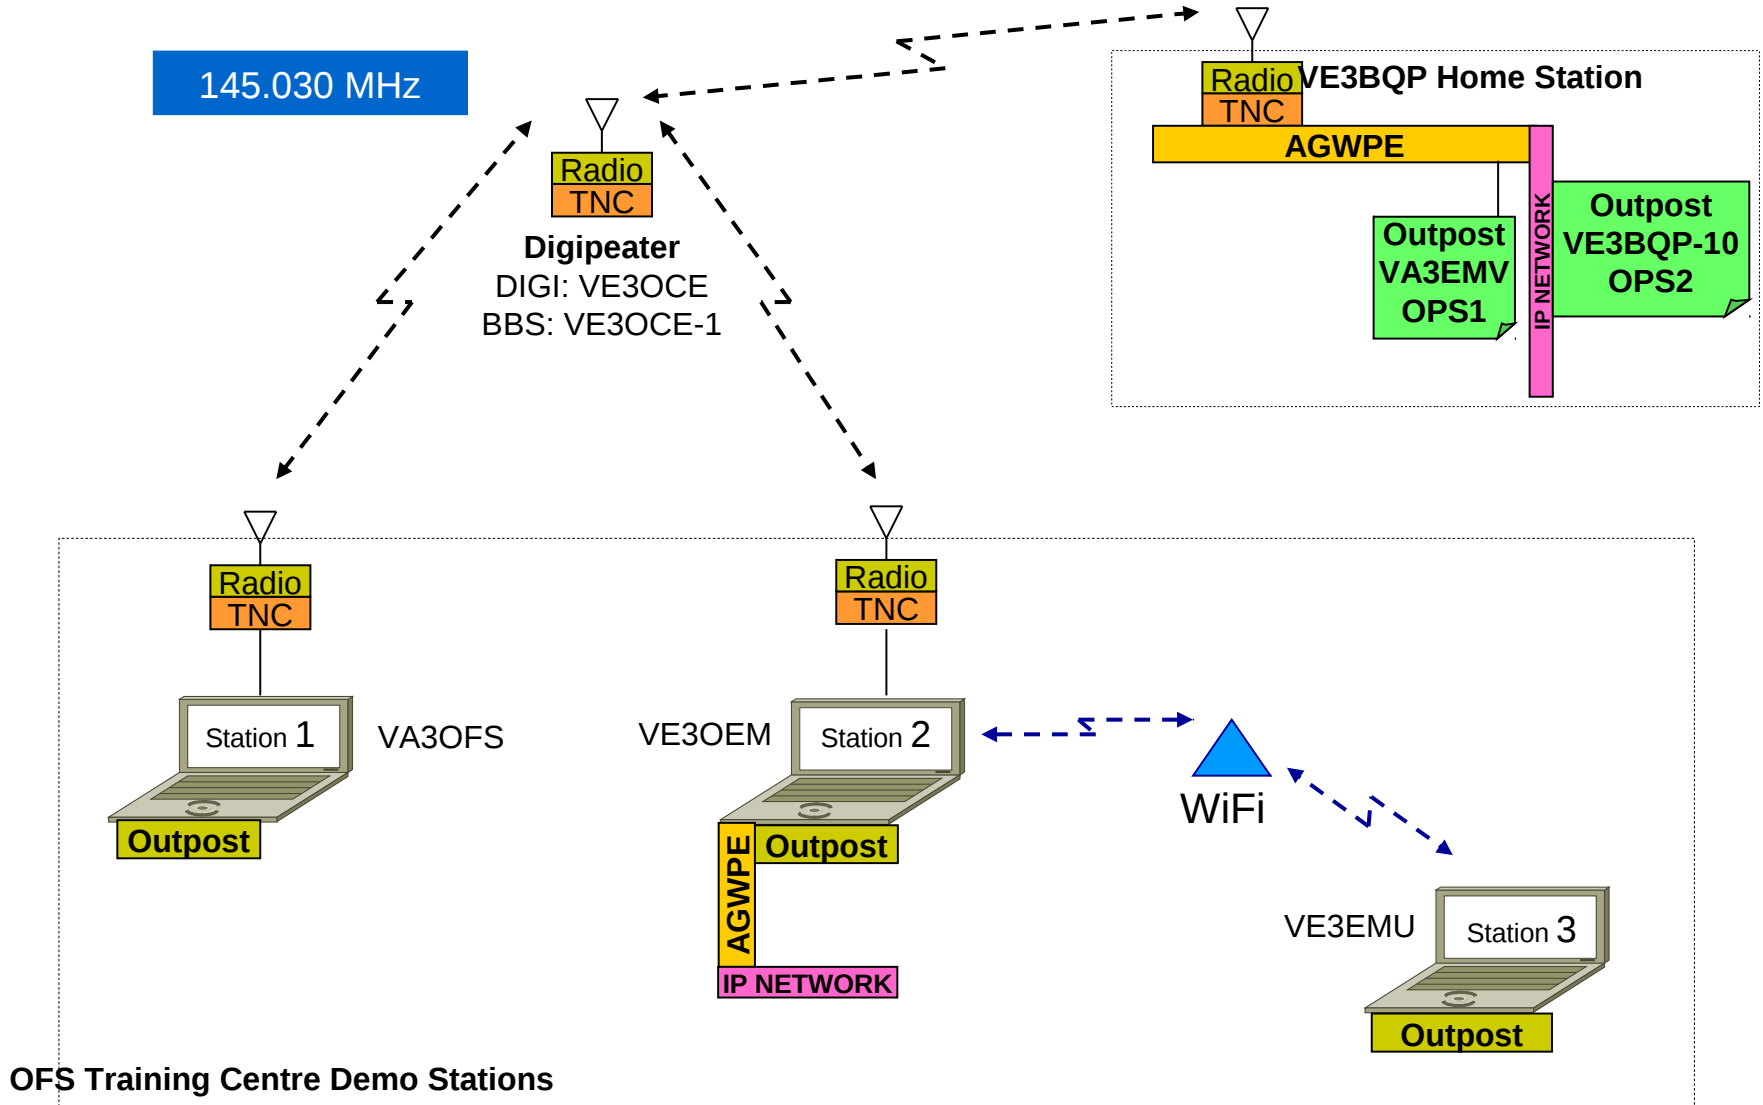 145.030 MHz
Radio
TNC
VE3BQP Home Station
AGWPE
Radio
TNC
Digipeater
DIGI: VE3OCE
BBS: VE3OCE-1
Outpost
VA3EMV
OPS1
IP NETWORK
Outpost
VE3BQP-10
OPS2
Radio
TNC
Radio
TNC
Station 1
VA3OFS
Outpost
VE3OEM
Station 2
AGWPE
Outpost
IP NETWORK
WiFi
VE3EMU
Station 3
Outpost
OFS Training Centre Demo Stations